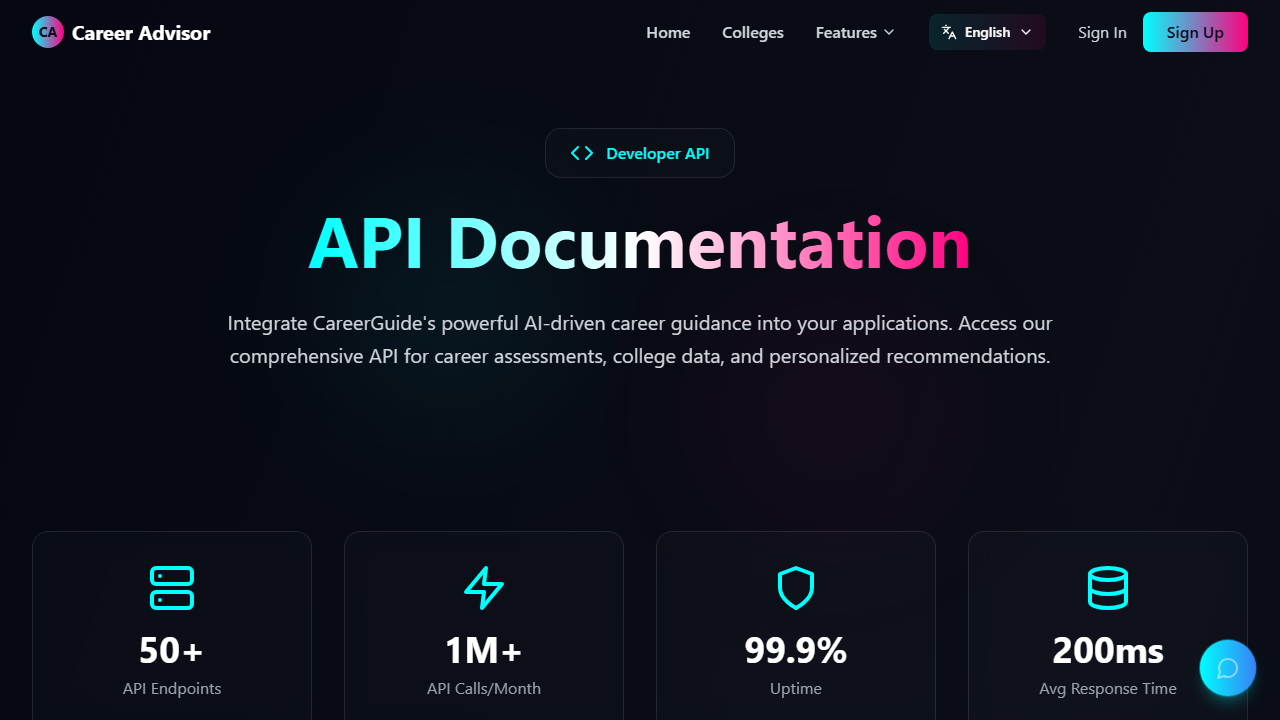 CA Career Advisor
Home
Colleges
Features
English
Sign In
Sign Up
Developer API
API Documentation
Integrate CareerGuide's powerful AI-driven career guidance into your applications. Access our
comprehensive API for career assessments, college data, and personalized recommendations.
50+
API Endpoints
1M+
API Calls/Month
99.9%
Uptime
200ms
Avg Response Time